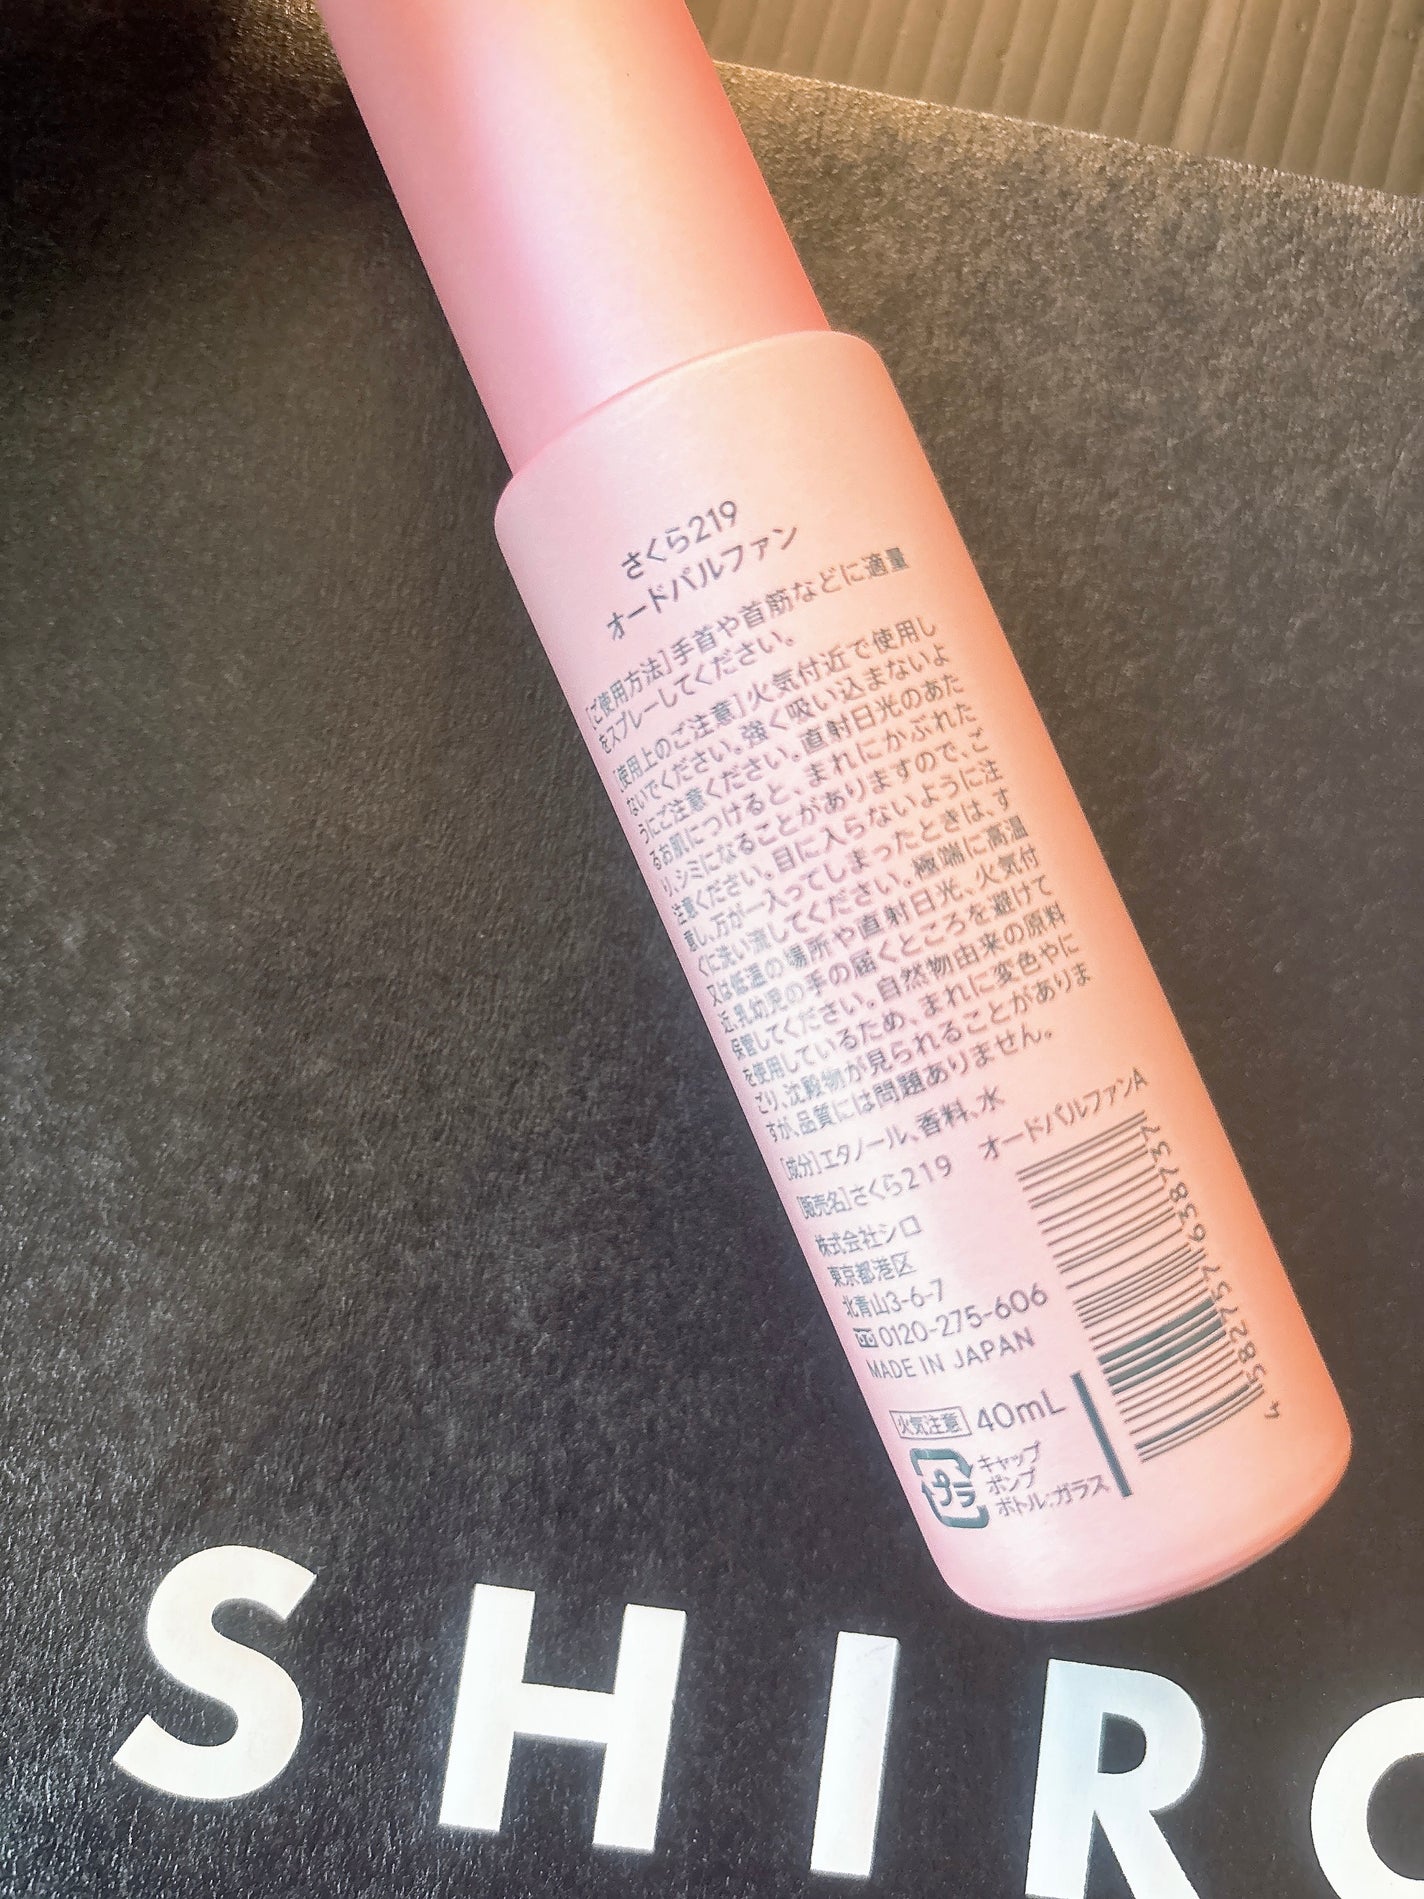 さくら219
オードパルファン
[ご使用方法]手首や首筋などに適量
をスプレーしてください。
[使用上のご注意]火気付近で使用し
ないでください。強く吸い込まないよ
うにご注意ください。直射日光のあた
るお肌につけると、まれにかぶれた
り、シミになることがありますので、ご
注意ください。目に入らないように注
意し、万が一入ってしまったときは、す
ぐに洗い流してください。極端に高温
又は低温の場所や直射日光、火気付
近、乳幼児の手の届くところを避けて
保管してください。自然物由来の原料
を使用しているため、まれに変色やに
ごり、沈殿物が見られることがありま
すが、品質には問題ありません。
[成分]エタノール、香料、水
[販売名]さくら219 オードパルファンA
株式会社シロ
東京都港区
北青山3-6-7
0120-275-606
MADE IN JAPAN
火気注意 40mL
プラ
キャップ
ポンプ
ボトル:ガラス
4 582757 638737
SHIRO